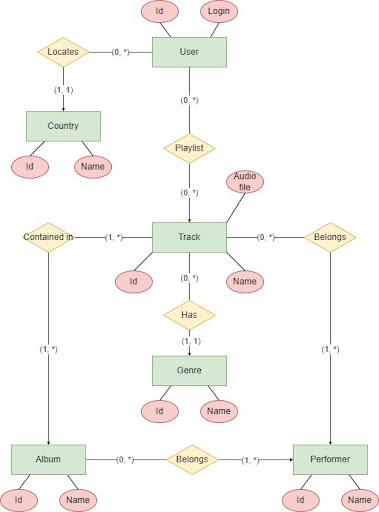 Id
Login
Locates
(0, *)
User
(1, 1)
(0, *)
Country
Playlist
Id
Name
Audio
file
(0, *)
Contained in
(1, *)
Track
(0, *)
Belongs
(0, *)
Id
Name
Has
(1, *)
(1, 1)
(1, *)
Genre
Id
Name
Album
(0, *)
Belongs
(1, *)
Performer
Id
Name
Id
Name